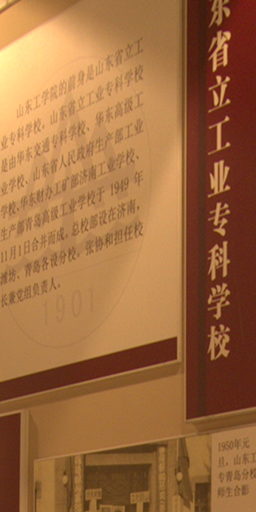 山东工学院的前身是山东省立工
业专科学校。山东省立工业专科学校
是由华东交通专科学校、华东高级工
业学校、山东省人民政府生产部工业
学校、华东财办工矿部济南工业学校、
生产部青岛高级工业学校于 1949 年
11月1日合并而成。总校部设在济南，
潍坊、青岛各设分校。张协和担任校
长兼党组负责人。
1901
东省立工业专科学校
1950年元
旦，山东工
专青岛分校
师生合影